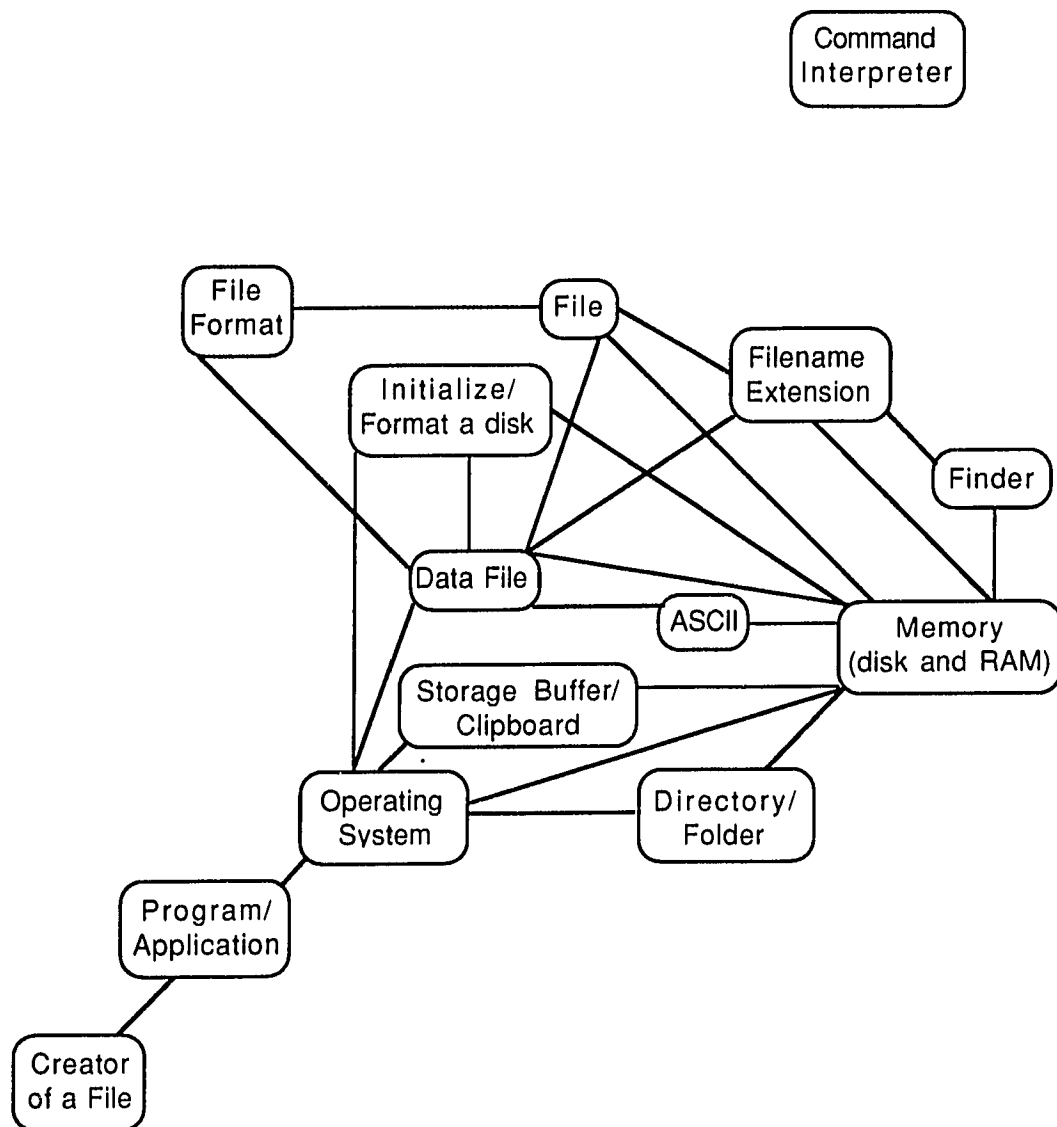 Command
Interpreter
File
Format
File
Filename
Extension
Initialize/
Format a disk
Finder
Data File
ASCII
Memory
(disk and RAM)
Storage Buffer/
Clipboard
Operating
System
Directory/
Folder
Program/
Application
Creator
of a File